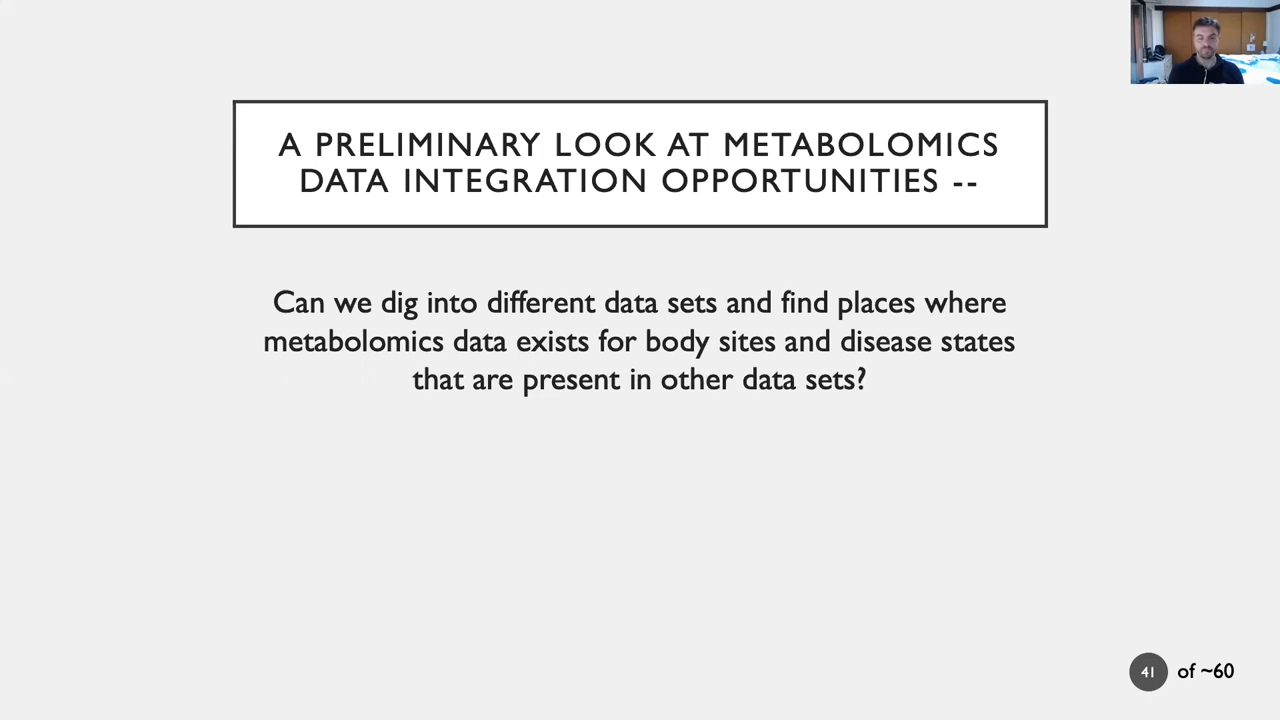 A PRELIMINARY LOOK AT METABOLOMICS
DATA INTEGRATION OPPORTUNITIES --
Can we dig into different data sets and find places where
metabolomics data exists for body sites and disease states
that are present in other data sets?
41 of ~60